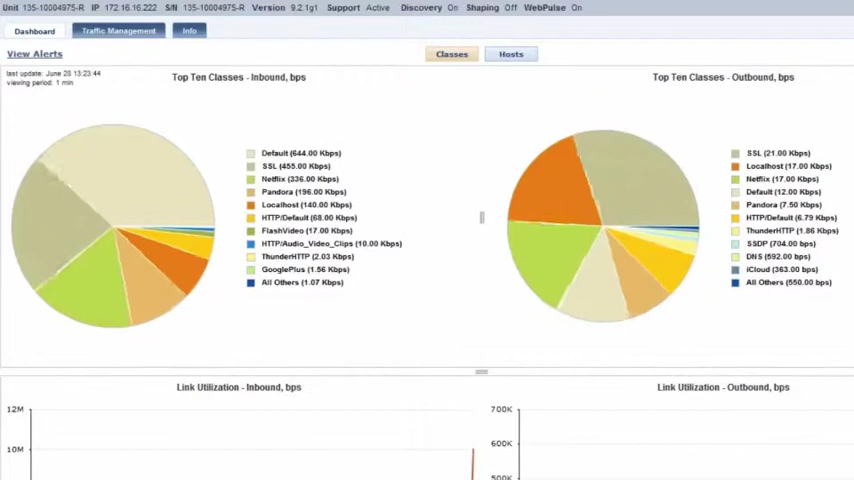 Unit 135-10004975-R IP 172.16.16.222 S/N 135-10004975-R Version 9.2.1g1 Support Active Discovery On Shaping Off WebPulse On
Dashboard Traffic Management Info
View Alerts
Classes Hosts
last update: June 28 13:23:44
viewing period: 1 min
Top Ten Classes - Inbound, bps
Default (644.00 Kbps)
SSL (455.00 Kbps)
Netflix (336.00 Kbps)
Pandora (196.00 Kbps)
Localhost (140.00 Kbps)
HTTP/Default (68.00 Kbps)
FlashVideo (17.00 Kbps)
HTTP/Audio_Video_Clips (10.00 Kbps)
ThunderHTTP (2.03 Kbps)
GooglePlus (1.56 Kbps)
All Others (1.07 Kbps)
Top Ten Classes - Outbound, bps
SSL (21.00 Kbps)
Localhost (17.00 Kbps)
Netflix (17.00 Kbps)
Default (12.00 Kbps)
Pandora (7.50 Kbps)
HTTP/Default (6.79 Kbps)
ThunderHTTP (1.86 Kbps)
SSDP (704.00 bps)
DNS (592.00 bps)
iCloud (363.00 bps)
All Others (550.00 bps)
Link Utilization - Inbound, bps
12M
10M
Link Utilization - Outbound, bps
700K
600K
500K